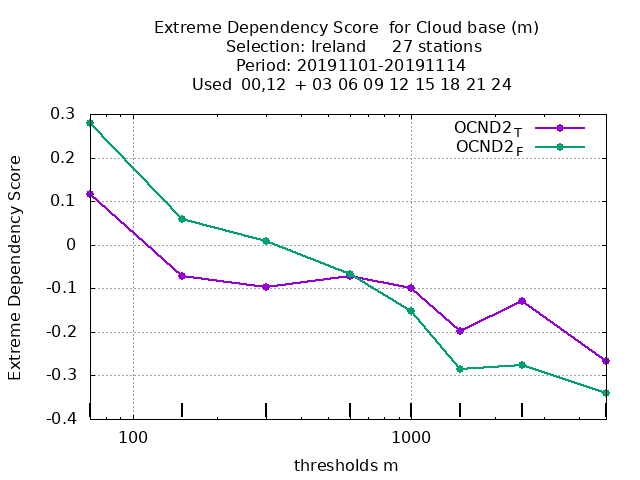 Extreme Dependency Score  for Cloud base (m)
Selection: Ireland     27 stations
Period: 20191101-20191114
Used  00,12  + 03 06 09 12 15 18 21 24
OCND2T
OCND2F
Extreme Dependency Score
0.3
0.2
0.1
0
-0.1
-0.2
-0.3
-0.4
100 1000
thresholds m